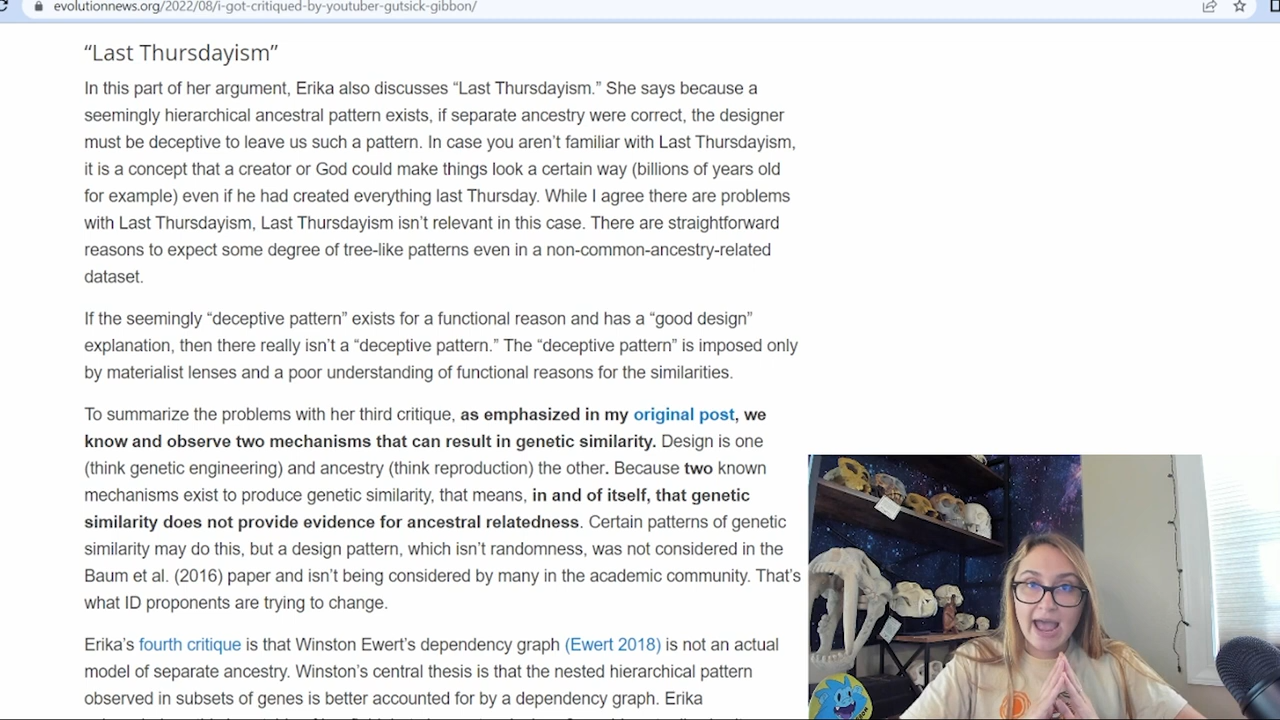 evolutionnews.org/2022/08/i-got-critiqued-by-youtuber-gutsick-gibbon/
“Last Thursdayism”
In this part of her argument, Erika also discusses “Last Thursdayism.” She says because a
seemingly hierarchical ancestral pattern exists, if separate ancestry were correct, the designer
must be deceptive to leave us such a pattern. In case you aren’t familiar with Last Thursdayism,
it is a concept that a creator or God could make things look a certain way (billions of years old
for example) even if he had created everything last Thursday. While I agree there are problems
with Last Thursdayism, Last Thursdayism isn’t relevant in this case. There are straightforward
reasons to expect some degree of tree-like patterns even in a non-common-ancestry-related
dataset.
If the seemingly “deceptive pattern” exists for a functional reason and has a “good design”
explanation, then there really isn’t a “deceptive pattern.” The “deceptive pattern” is imposed only
by materialist lenses and a poor understanding of functional reasons for the similarities.
To summarize the problems with her third critique, as emphasized in my original post, we
know and observe two mechanisms that can result in genetic similarity. Design is one
(think genetic engineering) and ancestry (think reproduction) the other. Because two known
mechanisms exist to produce genetic similarity, that means, in and of itself, that genetic
similarity does not provide evidence for ancestral relatedness. Certain patterns of genetic
similarity may do this, but a design pattern, which isn’t randomness, was not considered in the
Baum et al. (2016) paper and isn’t being considered by many in the academic community. That’s
what ID proponents are trying to change.
Erika’s fourth critique is that Winston Ewert’s dependency graph (Ewert 2018) is not an actual
model of separate ancestry. Winston’s central thesis is that the nested hierarchical pattern
observed in subsets of genes is better accounted for by a dependency graph. Erika